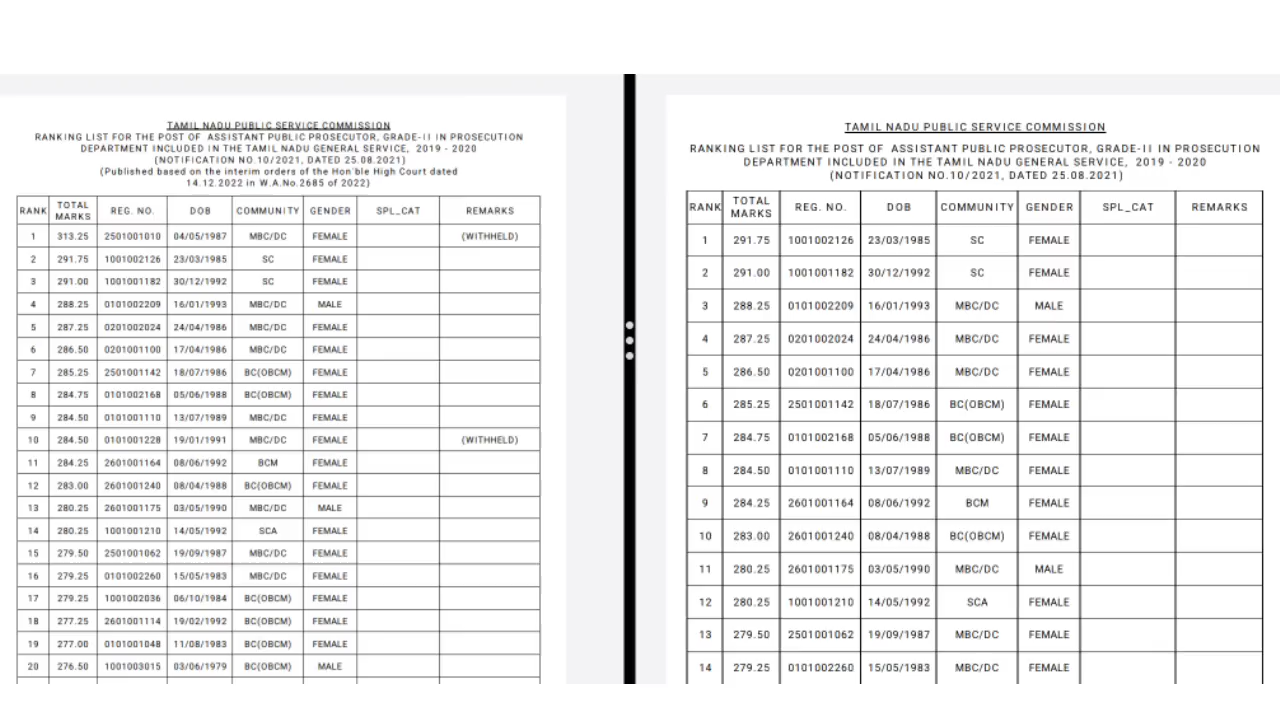 TAMIL NADU PUBLIC SERVICE COMMISSION
RANKING LIST FOR THE POST OF ASSISTANT PUBLIC PROSECUTOR, GRADE-II IN PROSECUTION
DEPARTMENT INCLUDED IN THE TAMIL NADU GENERAL SERVICE, 2019 - 2020
(NOTIFICATION NO.10/2021, DATED 25.08.2021)
(Published based on the interim orders of the Hon'ble High Court dated
14.12.2022 in W.A.No.2685 of 2022)
RANK TOTAL MARKS REG. NO. DOB COMMUNITY GENDER SPL_CAT REMARKS
1 313.25 2501001010 04/05/1987 MBC/DC FEMALE (WITHHELD)
2 291.75 1001002126 23/03/1985 SC FEMALE
3 291.00 1001001182 30/12/1992 SC FEMALE
4 288.25 0101002209 16/01/1993 MBC/DC MALE
5 287.25 0201002024 24/04/1986 MBC/DC FEMALE
6 286.50 0201001100 17/04/1986 MBC/DC FEMALE
7 285.25 2501001142 18/07/1986 BC(OBCM) FEMALE
8 284.75 0101002168 05/06/1988 BC(OBCM) FEMALE
9 284.50 0101001110 13/07/1989 MBC/DC FEMALE
10 284.50 0101001228 19/01/1991 MBC/DC FEMALE (WITHHELD)
11 284.25 2601001164 08/06/1992 BCM FEMALE
12 283.00 2601001240 08/04/1988 BC(OBCM) FEMALE
13 280.25 2601001175 03/05/1990 MBC/DC MALE
14 280.25 1001001210 14/05/1992 SCA FEMALE
15 279.50 2501001062 19/09/1987 MBC/DC FEMALE
16 279.25 0101002260 15/05/1983 MBC/DC FEMALE
17 279.25 1001002036 06/10/1984 BC(OBCM) FEMALE
18 277.25 2601001114 19/02/1992 BC(OBCM) FEMALE
19 277.00 0101001048 11/08/1983 BC(OBCM) FEMALE
20 276.50 1001003015 03/06/1979 BC(OBCM) MALE
TAMIL NADU PUBLIC SERVICE COMMISSION
RANKING LIST FOR THE POST OF ASSISTANT PUBLIC PROSECUTOR, GRADE-II IN PROSECUTION
DEPARTMENT INCLUDED IN THE TAMIL NADU GENERAL SERVICE, 2019 - 2020
(NOTIFICATION NO.10/2021, DATED 25.08.2021)
RANK TOTAL MARKS REG. NO. DOB COMMUNITY GENDER SPL_CAT REMARKS
1 291.75 1001002126 23/03/1985 SC FEMALE
2 291.00 1001001182 30/12/1992 SC FEMALE
3 288.25 0101002209 16/01/1993 MBC/DC MALE
4 287.25 0201002024 24/04/1986 MBC/DC FEMALE
5 286.50 0201001100 17/04/1986 MBC/DC FEMALE
6 285.25 2501001142 18/07/1986 BC(OBCM) FEMALE
7 284.75 0101002168 05/06/1988 BC(OBCM) FEMALE
8 284.50 0101001110 13/07/1989 MBC/DC FEMALE
9 284.25 2601001164 08/06/1992 BCM FEMALE
10 283.00 2601001240 08/04/1988 BC(OBCM) FEMALE
11 280.25 2601001175 03/05/1990 MBC/DC MALE
12 280.25 1001001210 14/05/1992 SCA FEMALE
13 279.50 2501001062 19/09/1987 MBC/DC FEMALE
14 279.25 0101002260 15/05/1983 MBC/DC FEMALE